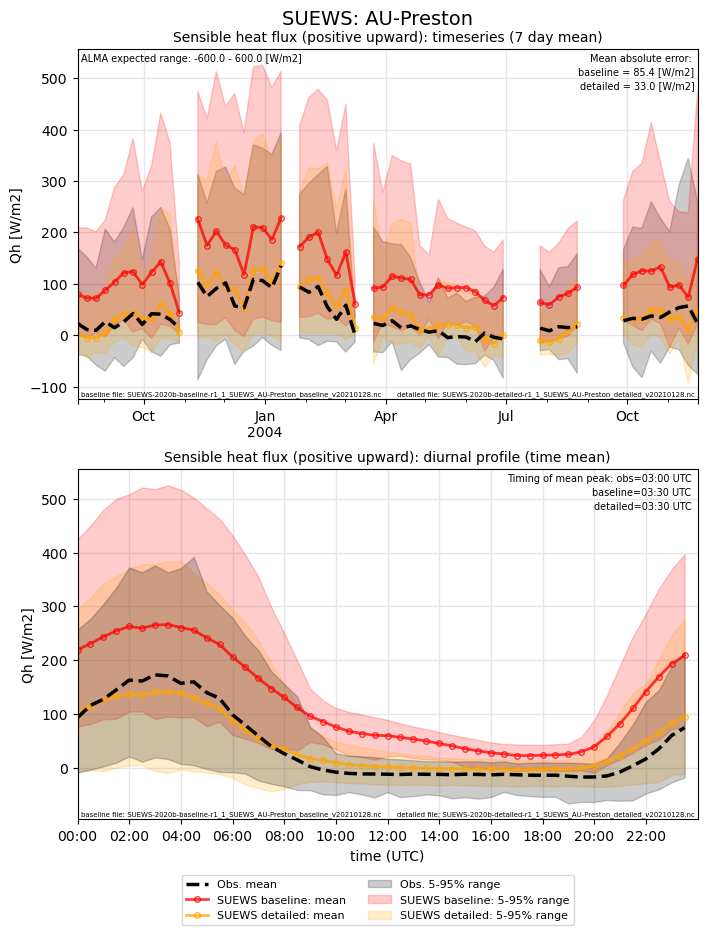 SUEWS: AU-Preston
Sensible heat flux (positive upward): timeseries (7 day mean)
ALMA expected range: -600.0 - 600.0 [W/m2]
Mean absolute error:
baseline = 85.4 [W/m2]
detailed = 33.0 [W/m2]
500
400
300
200
100
0
−100
Qh [W/m2]
baseline file: SUEWS-2020b-baseline-r1_1_SUEWS_AU-Preston_baseline_v20210128.nc
detailed file: SUEWS-2020b-detailed-r1_1_SUEWS_AU-Preston_detailed_v20210128.nc
Oct Jan Apr Jul Oct
2004
Sensible heat flux (positive upward): diurnal profile (time mean)
Timing of mean peak: obs=03:00 UTC
baseline=03:30 UTC
detailed=03:30 UTC
500
400
300
200
100
0
Qh [W/m2]
baseline file: SUEWS-2020b-baseline-r1_1_SUEWS_AU-Preston_baseline_v20210128.nc
detailed file: SUEWS-2020b-detailed-r1_1_SUEWS_AU-Preston_detailed_v20210128.nc
00:00 02:00 04:00 06:00 08:00 10:00 12:00 14:00 16:00 18:00 20:00 22:00
time (UTC)
Obs. mean
SUEWS baseline: mean
SUEWS detailed: mean
Obs. 5-95% range
SUEWS baseline: 5-95% range
SUEWS detailed: 5-95% range